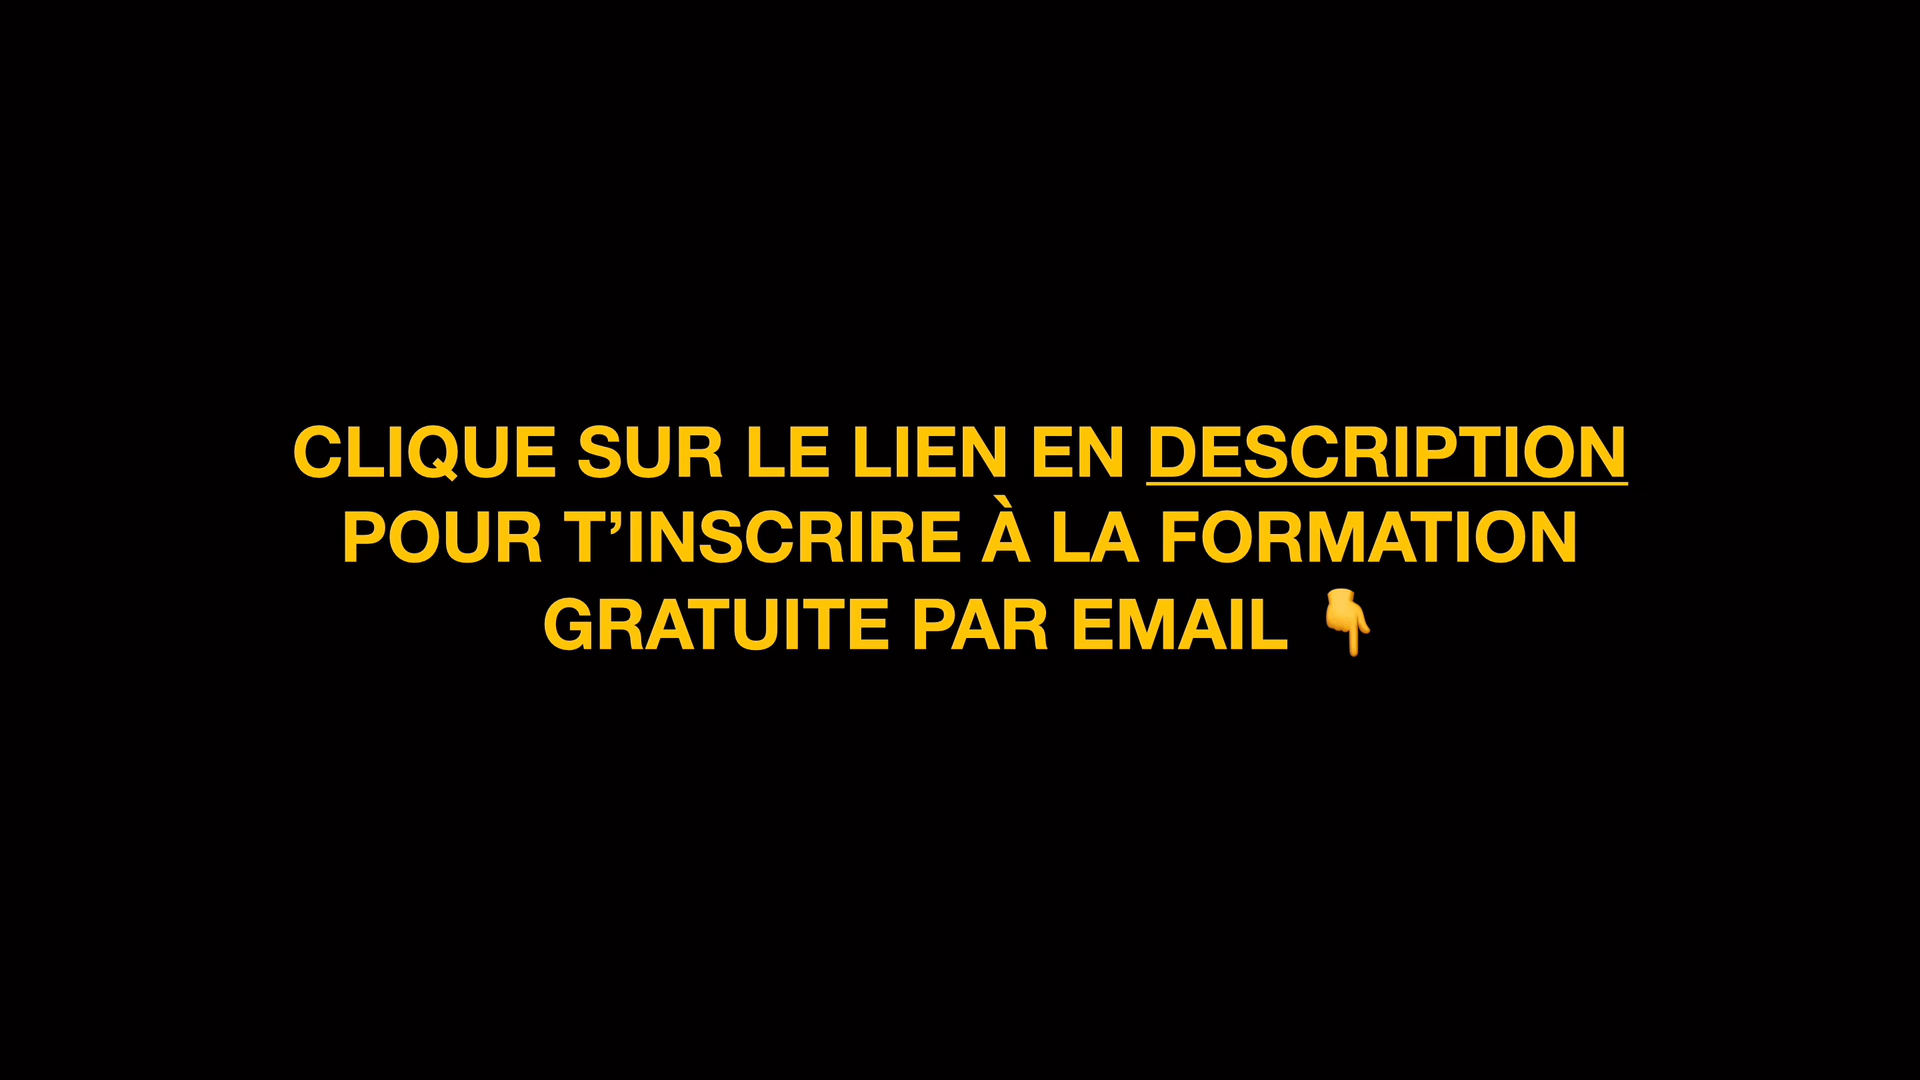 CLIQUE SUR LE LIEN EN DESCRIPTION
POUR T’INSCRIRE À LA FORMATION
GRATUITE PAR EMAIL 👇